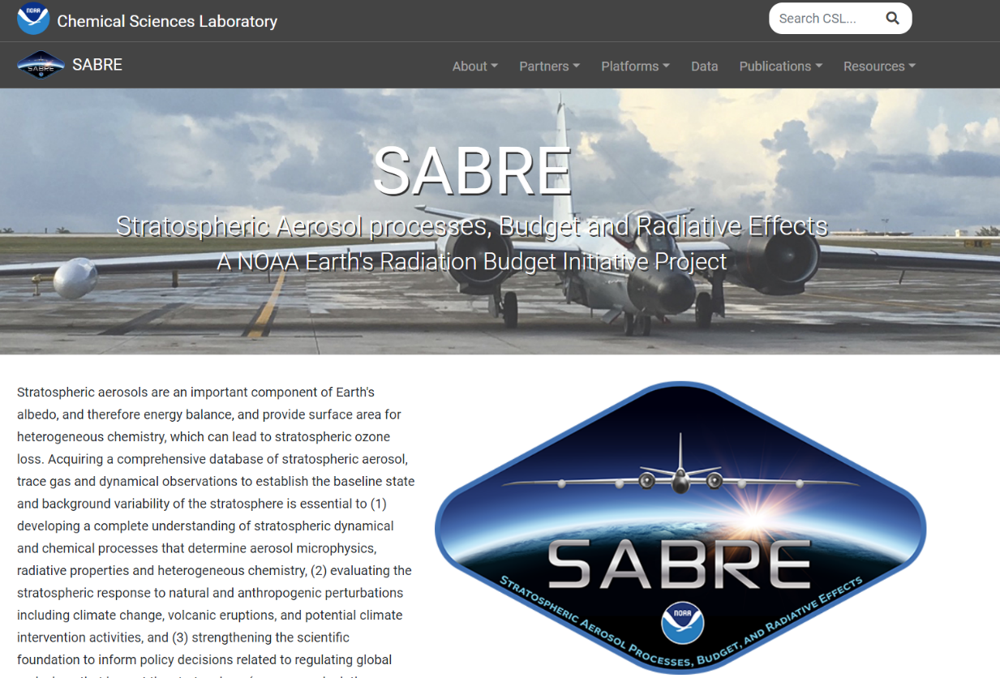 NOAA
Chemical Sciences Laboratory
Search CSL...
SABRE
SABRE
About
Partners
Platforms
Data
Publications
Resources
SABRE
Stratospheric Aerosol processes, Budget and Radiative Effects
A NOAA Earth's Radiation Budget Initiative Project
Stratospheric aerosols are an important component of Earth's
albedo, and therefore energy balance, and provide surface area for
heterogeneous chemistry, which can lead to stratospheric ozone
loss. Acquiring a comprehensive database of stratospheric aerosol,
trace gas and dynamical observations to establish the baseline state
and background variability of the stratosphere is essential to (1)
developing a complete understanding of stratospheric dynamical
and chemical processes that determine aerosol microphysics,
radiative properties and heterogeneous chemistry, (2) evaluating the
stratospheric response to natural and anthropogenic perturbations
including climate change, volcanic eruptions, and potential climate
intervention activities, and (3) strengthening the scientific
foundation to inform policy decisions related to regulating global
SABRE
STRATOSPHERIC AEROSOL PROCESSES, BUDGET, AND RADIATIVE EFFECTS
NOAA